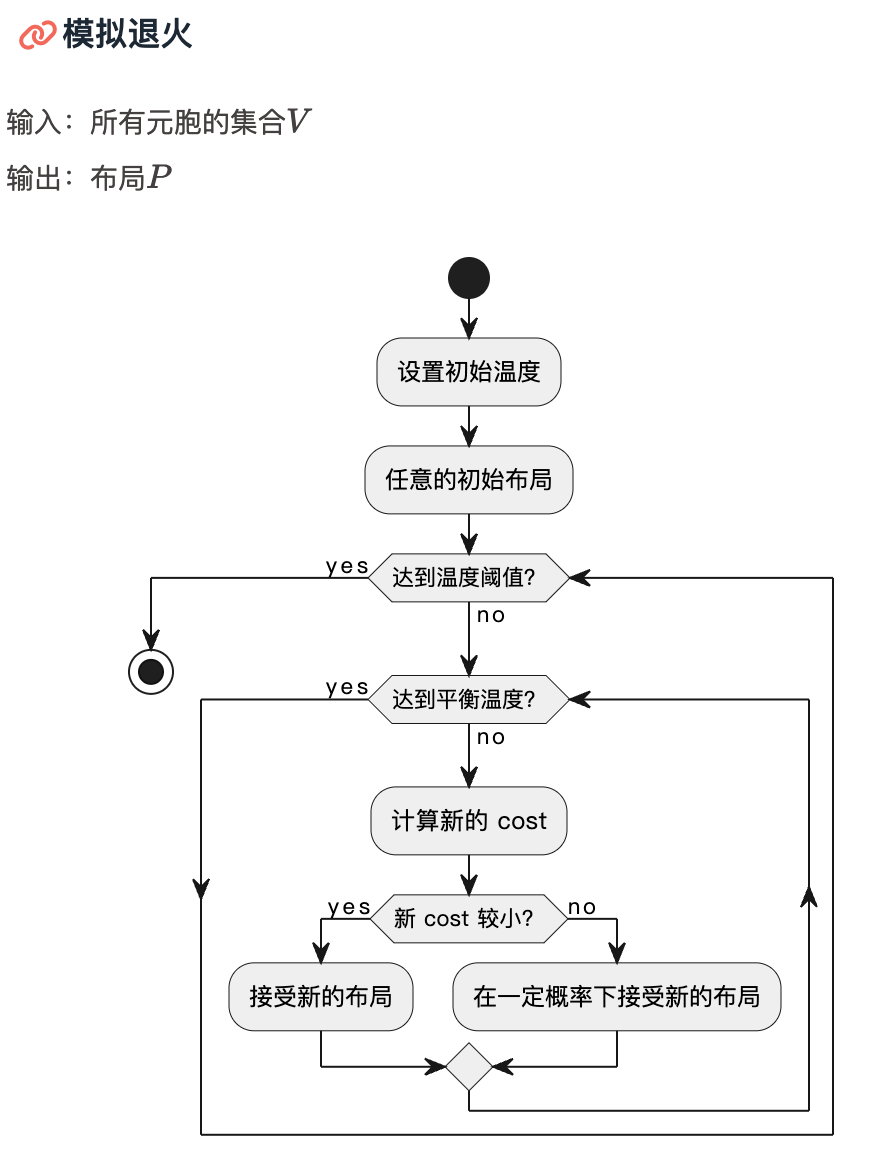 模拟退火
输入：所有元胞的集合V
输出：布局P
设置初始温度
任意的初始布局
yes
达到温度阈值？
no
yes
达到平衡温度？
no
计算新的 cost
yes
新 cost 较小？
no
接受新的布局
在一定概率下接受新的布局